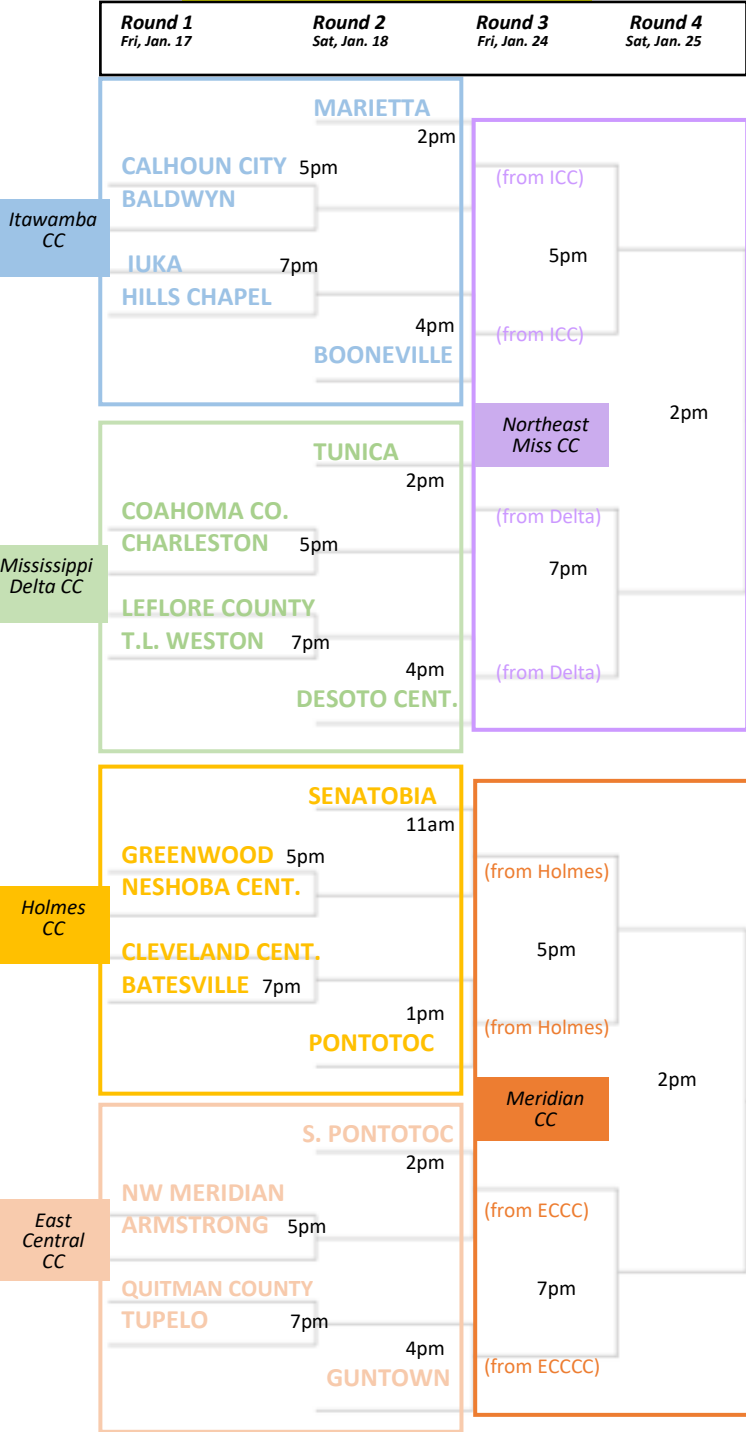 Round 1 Round 2 Round 3 Round 4
Fri, Jan. 17 Sat, Jan. 18 Fri, Jan. 24 Sat, Jan. 25
MARIETTA
2pm
CALHOUN CITY 5pm
BALDWYN
(from ICC)
Itawamba
CC
5pm
IUKA 7pm
HILLS CHAPEL
4pm
(from ICC)
BOONEVILLE
2pm
Northeast
Miss CC
TUNICA
2pm
COAHOMA CO.
(from Delta)
CHARLESTON 5pm
Mississippi
Delta CC
7pm
LEFLORE COUNTY
T.L. WESTON 7pm
4pm
(from Delta)
DESOTO CENT.
SENATOBIA
11am
GREENWOOD 5pm
(from Holmes)
NESHOBA CENT.
Holmes
CC
CLEVELAND CENT.
5pm
BATESVILLE 7pm
1pm
(from Holmes)
PONTOTOC
2pm
Meridian
CC
S. PONTOTOC
2pm
NW MERIDIAN
(from ECCC)
ARMSTRONG 5pm
East
Central
CC
QUITMAN COUNTY
7pm
TUPELO 7pm
4pm
(from ECCCC)
GUNTOWN